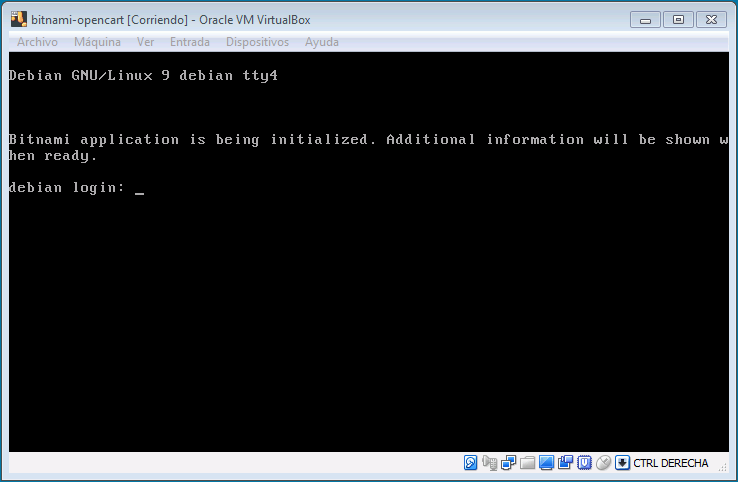 bitnami-opencart [Corriendo] - Oracle VM VirtualBox
Archivo Máquina Ver Entrada Dispositivos Ayuda
Debian GNU/Linux 9 debian tty4
Bitnami application is being initialized. Additional information will be shown w
hen ready.
debian login: _
CTRL DERECHA